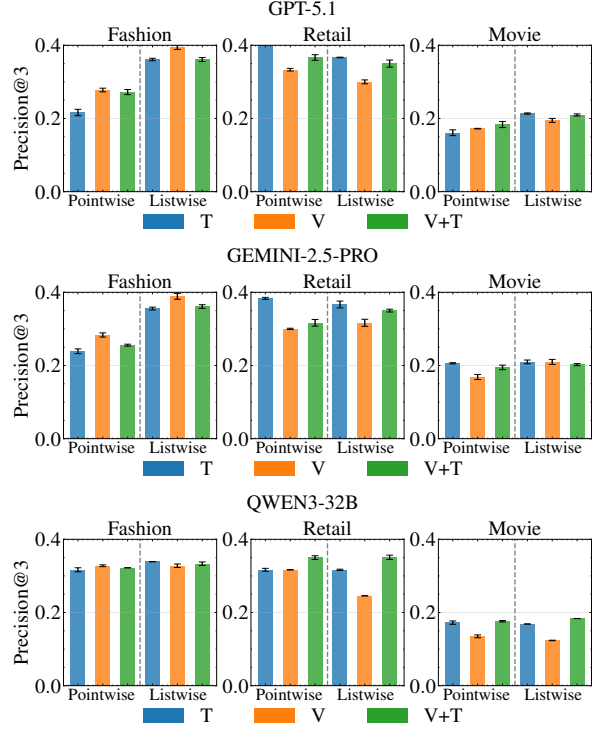 GPT-5.1
Fashion Retail Movie
Precision@3
0.4 0.4 0.4
0.2 0.2 0.2
0.0 0.0 0.0
Pointwise Listwise Pointwise Listwise Pointwise Listwise
T V V+T
GEMINI-2.5-PRO
Fashion Retail Movie
Precision@3
0.4 0.4 0.4
0.2 0.2 0.2
0.0 0.0 0.0
Pointwise Listwise Pointwise Listwise Pointwise Listwise
T V V+T
QWEN3-32B
Fashion Retail Movie
Precision@3
0.4 0.4 0.4
0.2 0.2 0.2
0.0 0.0 0.0
Pointwise Listwise Pointwise Listwise Pointwise Listwise
T V V+T